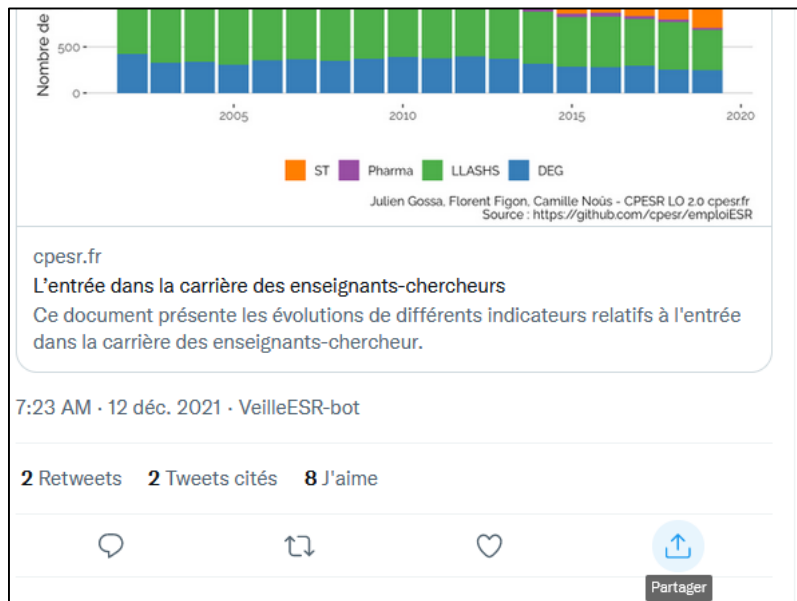 Nombre de
500
0
2005 2010 2015 2020
ST Pharma LLASHS DEG
Julien Gossa, Florent Figon, Camille Noûs - CPESR LO 2.0 cpesr.fr
Source : https://github.com/cpesr/emploiESR
cpesr.fr
L'entrée dans la carrière des enseignants-chercheurs
Ce document présente les évolutions de différents indicateurs relatifs à l'entrée
dans la carrière des enseignants-chercheur.
7:23 AM · 12 déc. 2021 · VeilleESR-bot
2 Retweets 2 Tweets cités 8 J'aime
Partager